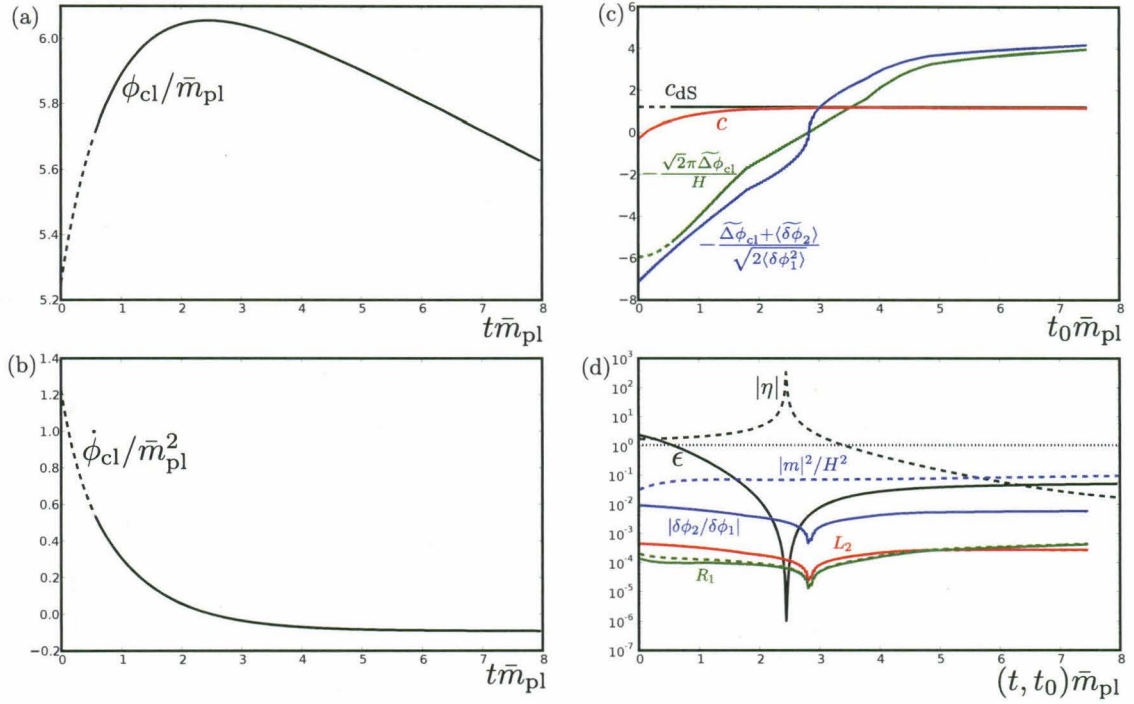 (a)
6.0
5.8
5.6
5.4
5.2
ϕ_cl/m̄_pl
0 1 2 3 4 5 6 7 8
tm̄_pl
(b)
1.4
1.2
1.0
0.8
0.6
0.4
0.2
0.0
−0.2
ϕ̇_cl/m̄²_pl
0 1 2 3 4 5 6 7 8
tm̄_pl
(c)
6
4
2
0
−2
−4
−6
−8
c_dS
c
−√2πΔ̃ϕ_cl/H
−(Δ̃ϕ_cl+⟨δ̃ϕ_2⟩)/√(2⟨δϕ_1^2⟩)
0 1 2 3 4 5 6 7 8
t_0m̄_pl
(d)
10^3
10^2
10^1
10^0
10^-1
10^-2
10^-3
10^-4
10^-5
10^-6
10^-7
|η|
ϵ
|m|²/H²
|δϕ_2/δϕ_1|
L_2
R_1
0 1 2 3 4 5 6 7 8
(t, t_0)m̄_pl